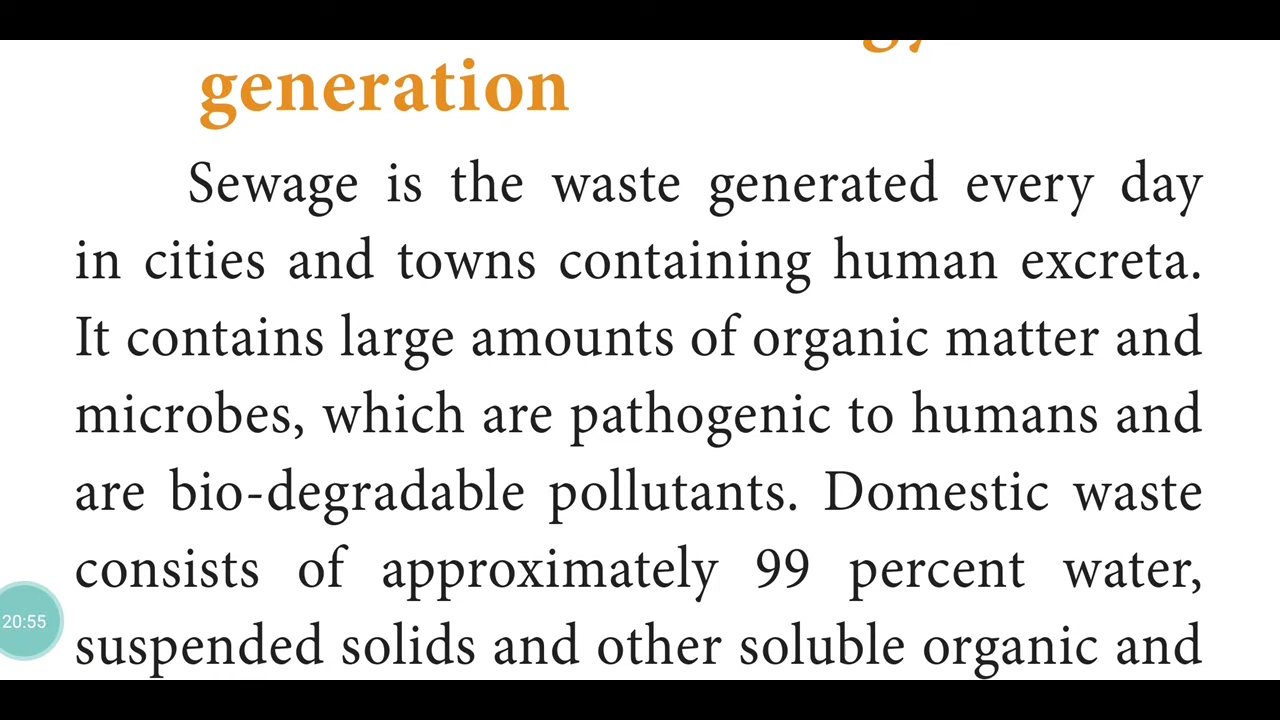 generation
Sewage is the waste generated every day
in cities and towns containing human excreta.
It contains large amounts of organic matter and
microbes, which are pathogenic to humans and
are bio-degradable pollutants. Domestic waste
consists of approximately 99 percent water,
20:55
suspended solids and other soluble organic and